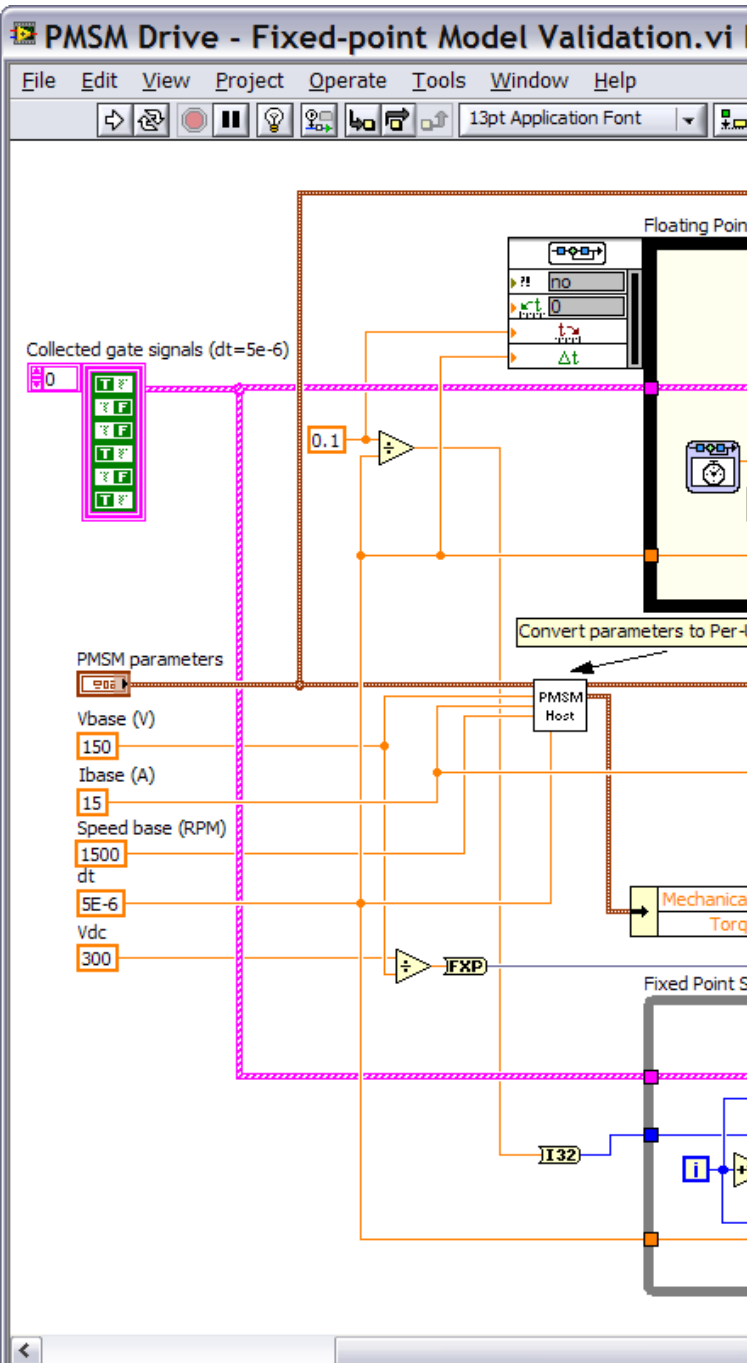 PMSM Drive - Fixed-point Model Validation.vi
File Edit View Project Operate Tools Window Help
13pt Application Font
Floating Poin
?! no
t 0
t
Δt
Collected gate signals (dt=5e-6)
0
T
F
F
T
F
T
0.1
÷
Convert parameters to Per-U
PMSM parameters
PMSM
Host
Vbase (V)
150
Ibase (A)
15
Speed base (RPM)
1500
dt
5E-6
Mechanica
Torq
Vdc
300
÷
FXP
Fixed Point S
I32
i
+